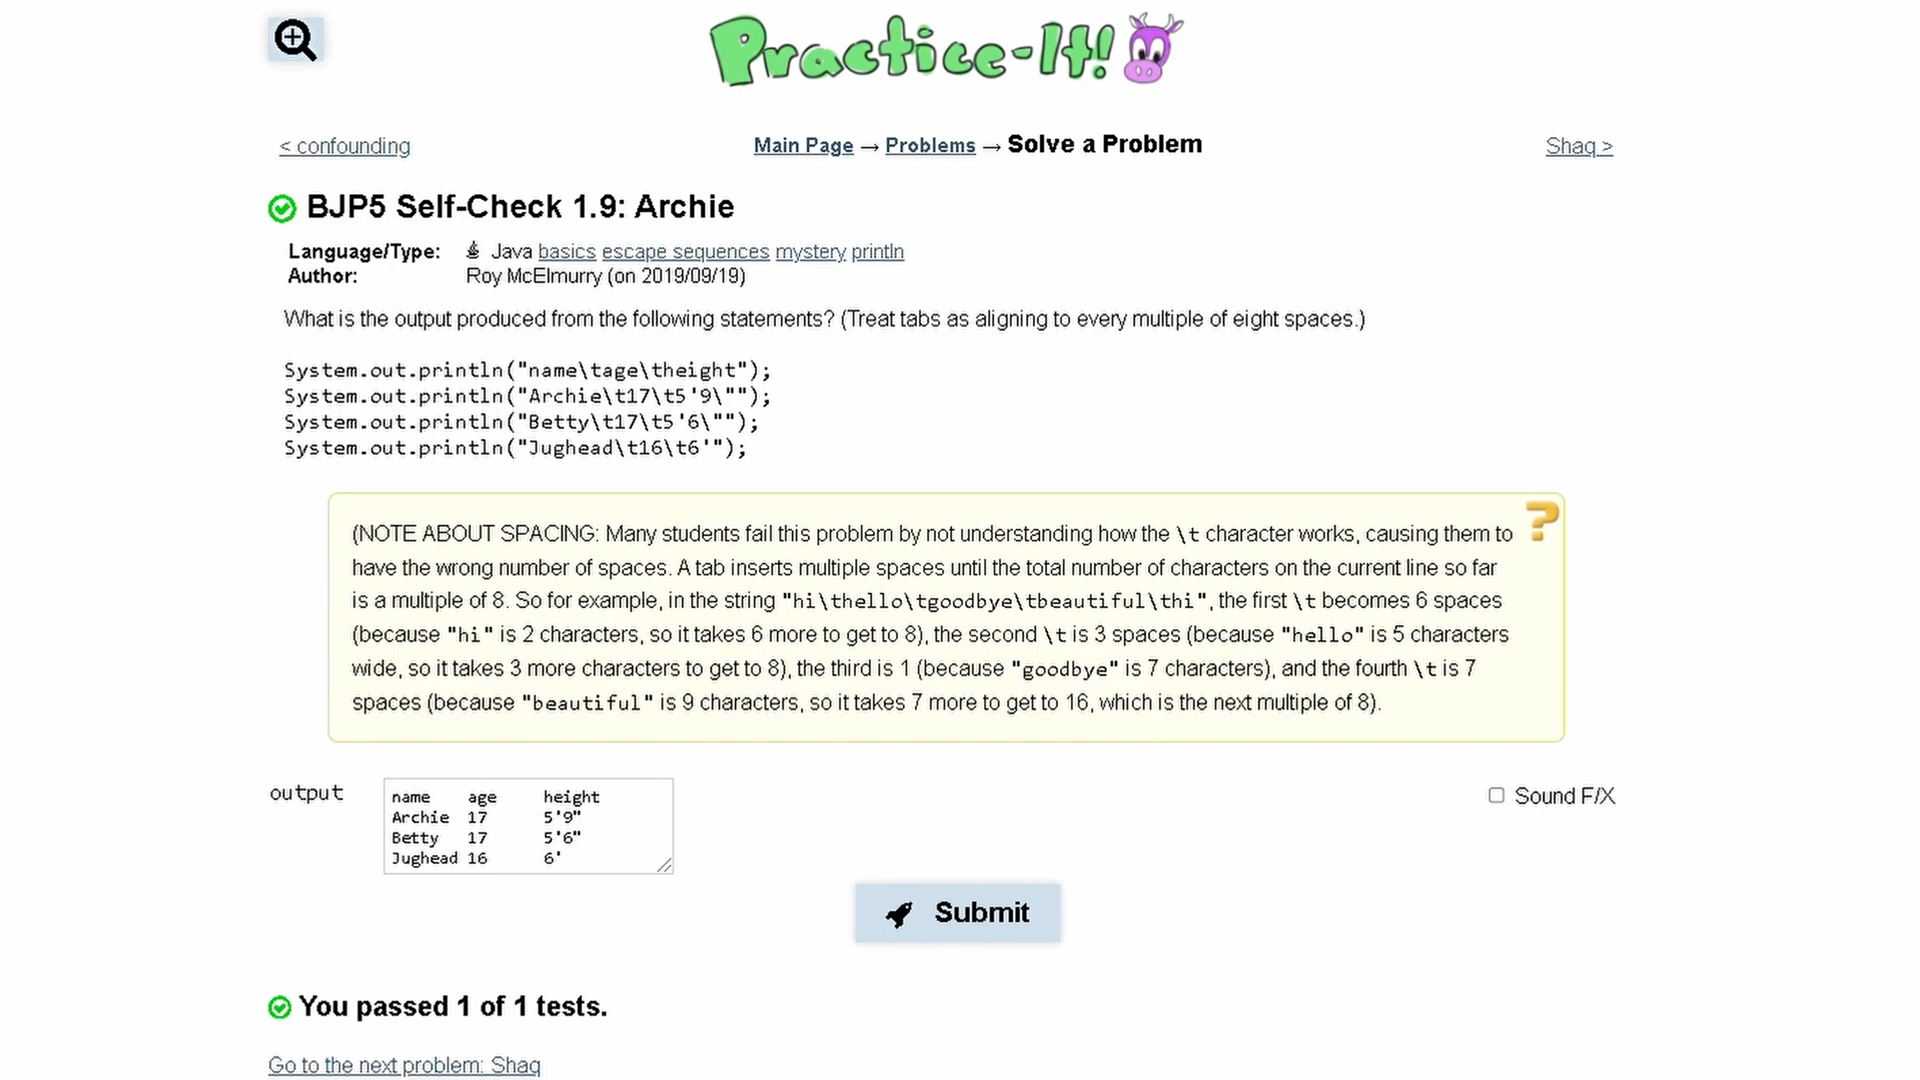 Practice-It!
< confounding
Main Page → Problems → Solve a Problem
Shaq >
BJP5 Self-Check 1.9: Archie
Language/Type: Java basics escape sequences mystery println
Author: Roy McElmurry (on 2019/09/19)
What is the output produced from the following statements? (Treat tabs as aligning to every multiple of eight spaces.)
System.out.println("name\tage\theight");
System.out.println("Archie\t17\t5'9\"");
System.out.println("Betty\t17\t5'6\"");
System.out.println("Jughead\t16\t6'");
?
(NOTE ABOUT SPACING: Many students fail this problem by not understanding how the \t character works, causing them to
have the wrong number of spaces. A tab inserts multiple spaces until the total number of characters on the current line so far
is a multiple of 8. So for example, in the string "hi\thello\tgoodbye\tbeautiful\thi", the first \t becomes 6 spaces
(because "hi" is 2 characters, so it takes 6 more to get to 8), the second \t is 3 spaces (because "hello" is 5 characters
wide, so it takes 3 more characters to get to 8), the third is 1 (because "goodbye" is 7 characters), and the fourth \t is 7
spaces (because "beautiful" is 9 characters, so it takes 7 more to get to 16, which is the next multiple of 8).
output
name    age     height
Archie  17      5'9"
Betty   17      5'6"
Jughead 16      6'
Sound F/X
Submit
You passed 1 of 1 tests.
Go to the next problem: Shaq